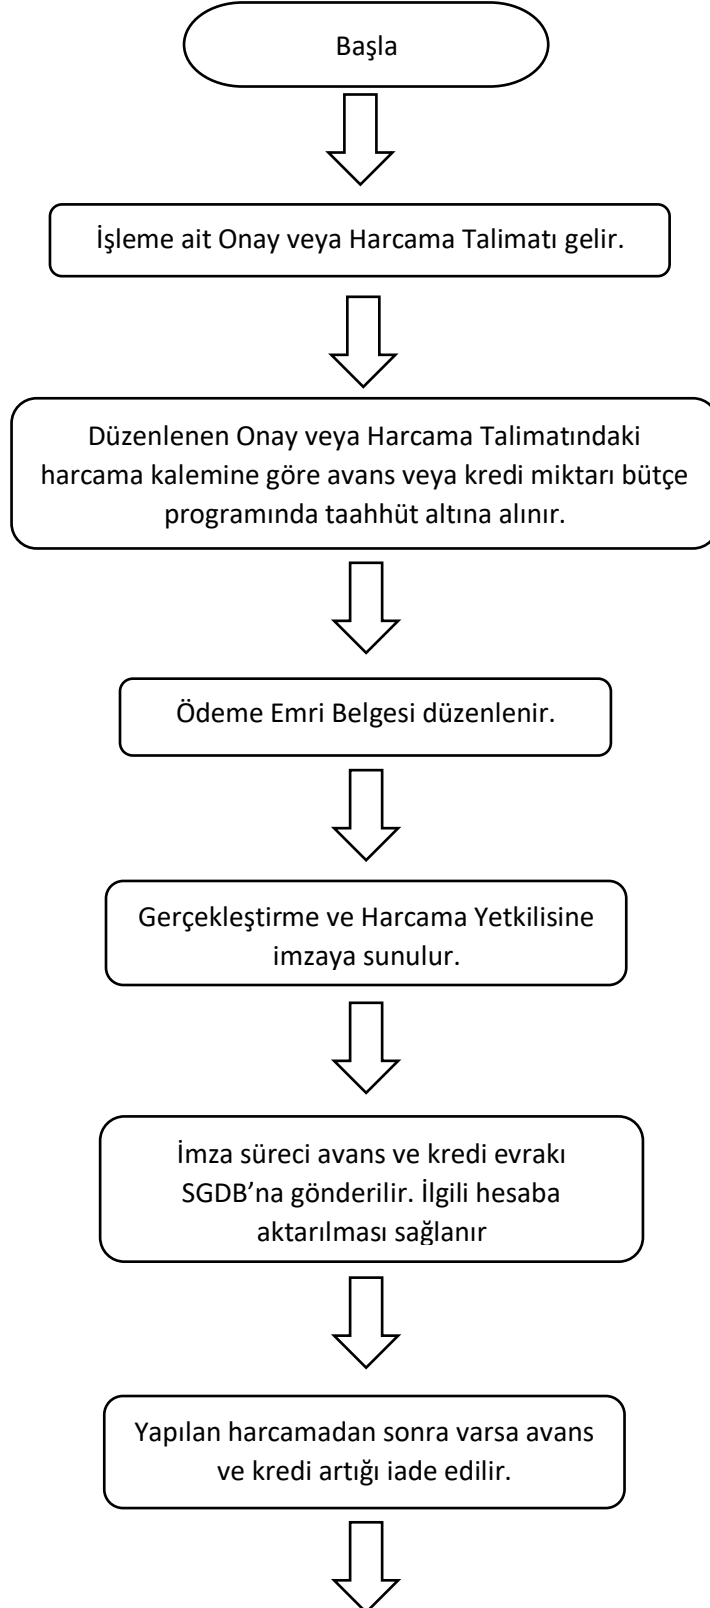 Başla
İşleme ait Onay veya Harcama Talimatı gelir.
Düzenlenen Onay veya Harcama Talimatındaki
harcama kalemine göre avans veya kredi miktarı bütçe
programında taahhüt altına alınır.
Ödeme Emri Belgesi düzenlenir.
Gerçekleştirme ve Harcama Yetkilisine
imzaya sunulur.
İmza süreci avans ve kredi evrakı
SGDB’na gönderilir. İlgili hesaba
aktarılması sağlanır
Yapılan harcamadan sonra varsa avans
ve kredi artığı iade edilir.